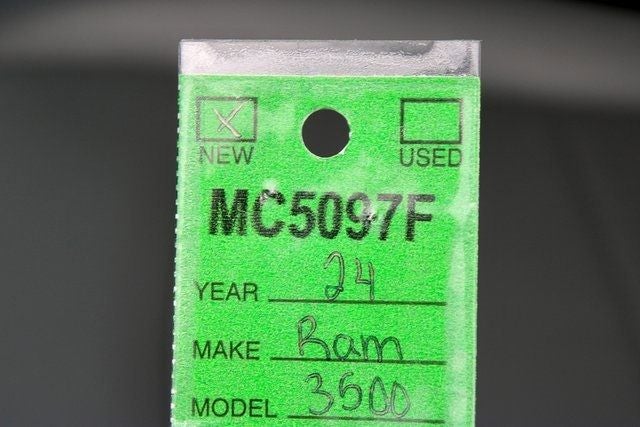 NEW USED
MC5097F
YEAR 24
MAKE Ram
MODEL 3500